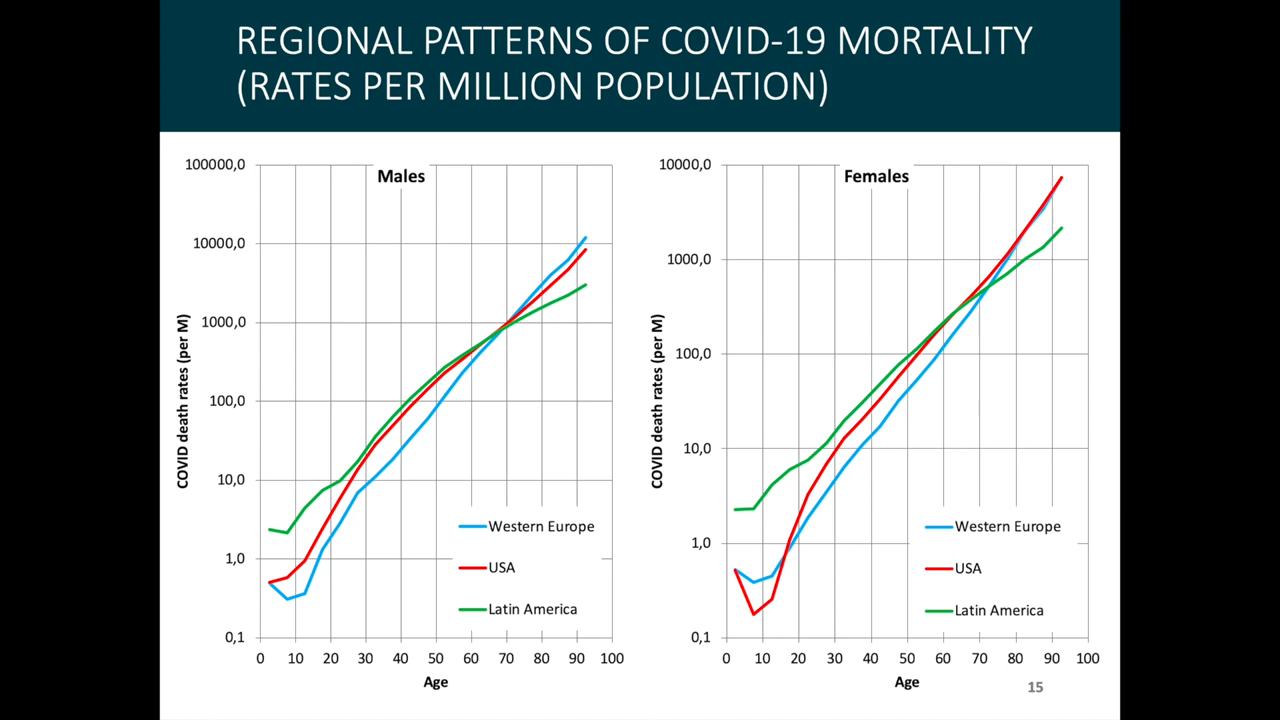 REGIONAL PATTERNS OF COVID-19 MORTALITY
(RATES PER MILLION POPULATION)
Males
COVID death rates (per M)
100000,0
10000,0
1000,0
100,0
10,0
1,0
0,1
Western Europe
USA
Latin America
0 10 20 30 40 50 60 70 80 90 100
Age
Females
COVID death rates (per M)
10000,0
1000,0
100,0
10,0
1,0
0,1
Western Europe
USA
Latin America
0 10 20 30 40 50 60 70 80 90 100
Age
15